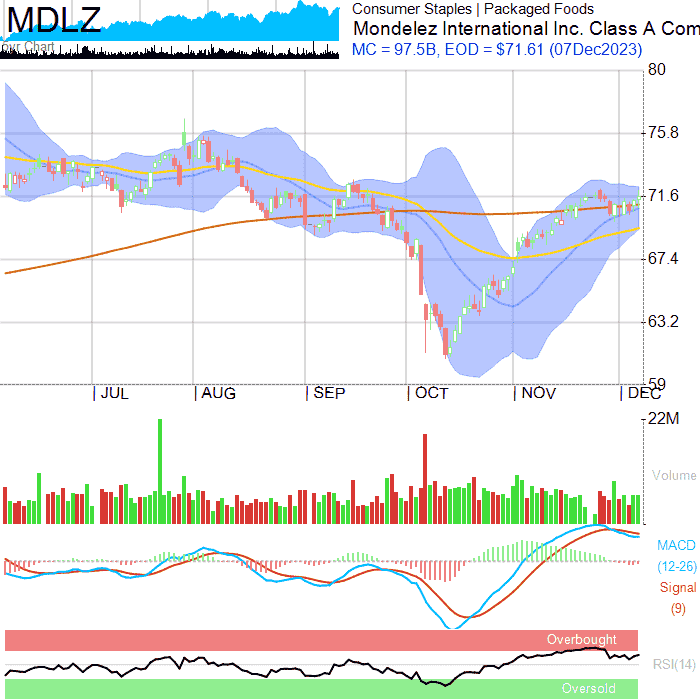 MDLZ
our Chart
Consumer Staples | Packaged Foods
Mondelez International Inc. Class A Com
MC = 97.5B, EOD = $71.61 (07Dec2023)
80
75.8
71.6
67.4
63.2
59
JUL
AUG
SEP
OCT
NOV
DEC
22M
Volume
MACD
(12-26)
Signal
(9)
Overbought
RSI(14)
Oversold